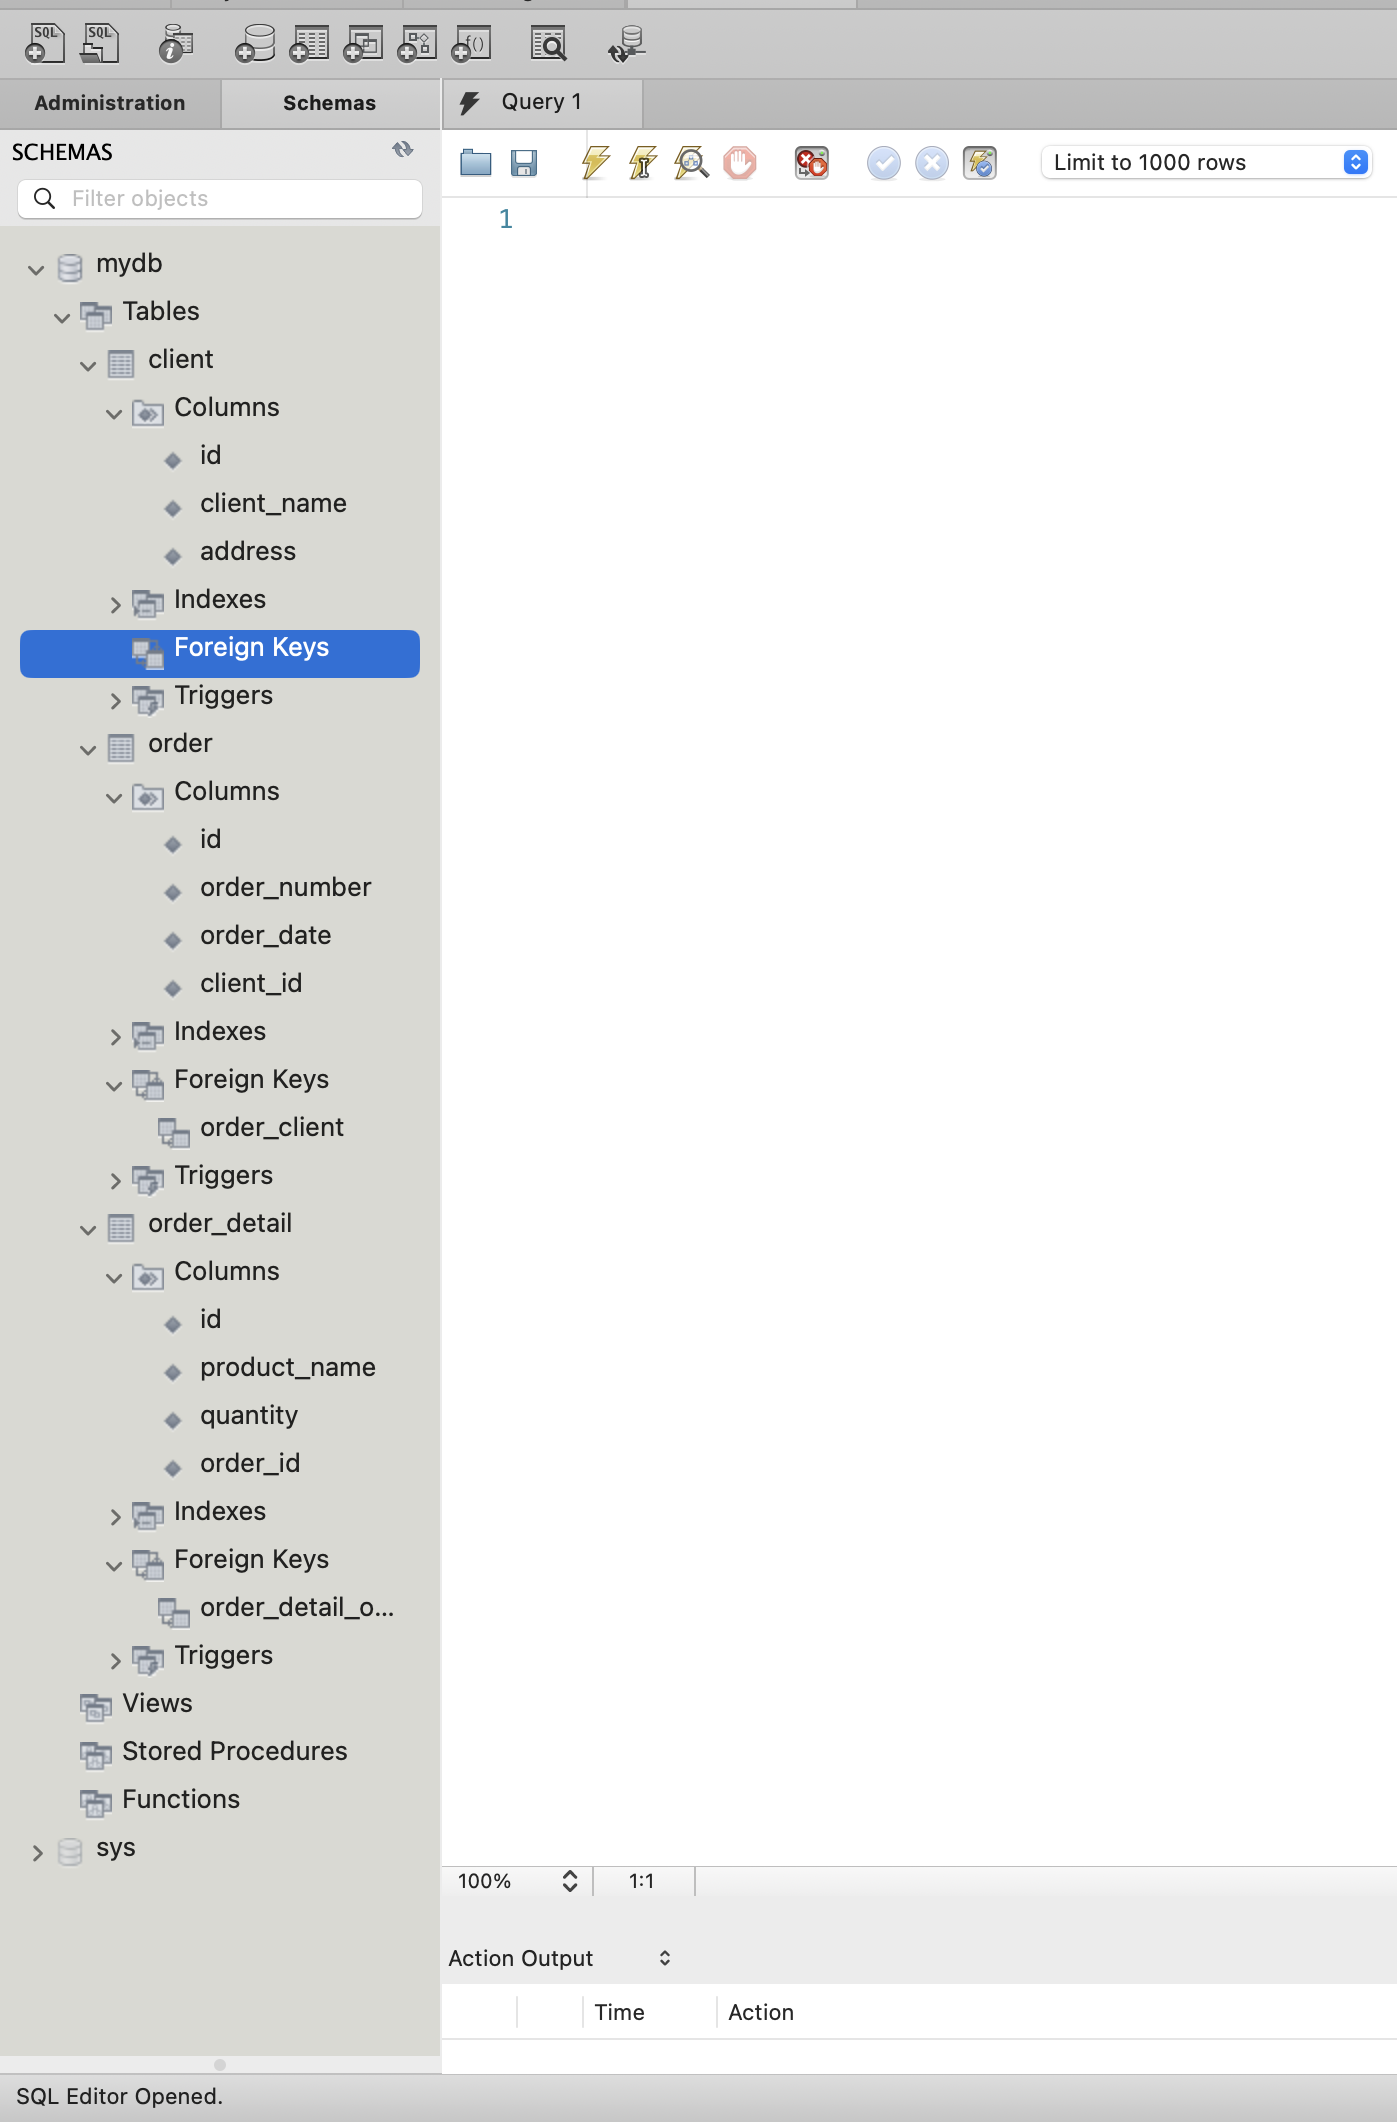 SQL
SQL
f()
Administration
Schemas
Query 1
SCHEMAS
Limit to 1000 rows
Filter objects
1
mydb
Tables
client
Columns
id
client_name
address
Indexes
Foreign Keys
Triggers
order
Columns
id
order_number
order_date
client_id
Indexes
Foreign Keys
order_client
Triggers
order_detail
Columns
id
product_name
quantity
order_id
Indexes
Foreign Keys
order_detail_o...
Triggers
Views
Stored Procedures
Functions
sys
100%
1:1
Action Output
Time
Action
SQL Editor Opened.